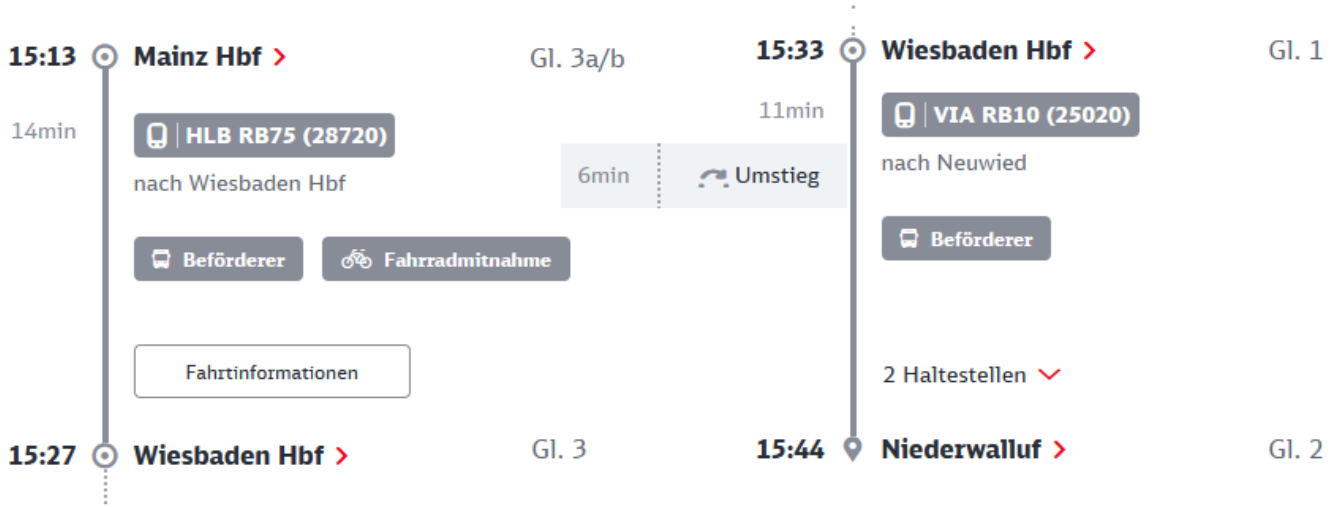 15:13 Mainz Hbf Gl. 3a/b
14min HLB RB75 (28720)
nach Wiesbaden Hbf
Beförderer Fahrradmitnahme
Fahrtinformationen
15:27 Wiesbaden Hbf Gl. 3
6min Umstieg
15:33 Wiesbaden Hbf Gl. 1
11min VIA RB10 (25020)
nach Neuwied
Beförderer
2 Haltestellen
15:44 Niederwalluf Gl. 2